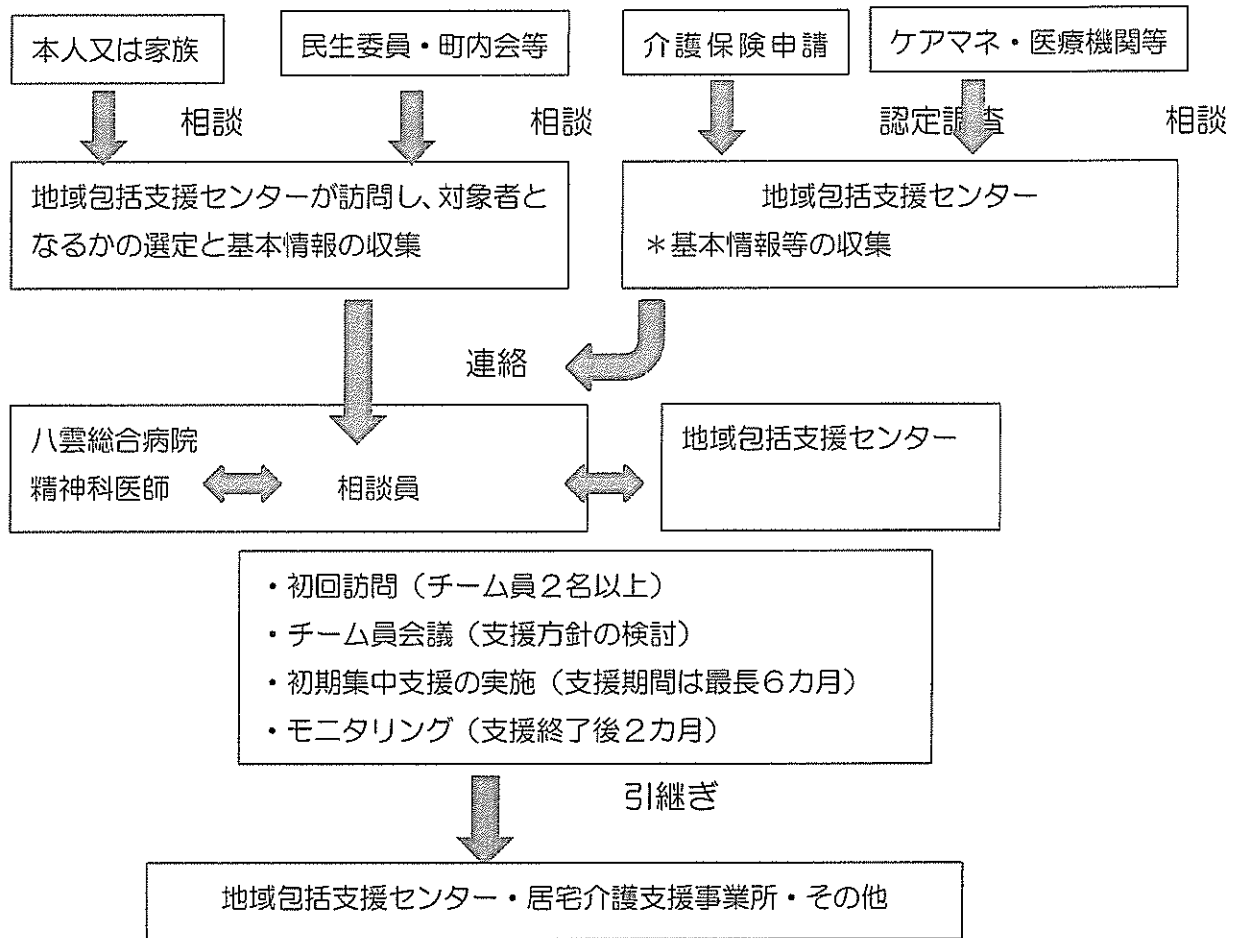 本人又は家族
民生委員・町内会等
介護保険申請
ケアマネ・医療機関等
相談
相談
認定調査
相談
地域包括支援センターが訪問し、対象者と
なるかの選定と基本情報の収集
地域包括支援センター
＊基本情報等の収集
連絡
八雲総合病院
精神科医師
相談員
地域包括支援センター
・初回訪問（チーム員２名以上）
・チーム員会議（支援方針の検討）
・初期集中支援の実施（支援期間は最長６カ月）
・モニタリング（支援終了後２カ月）
引継ぎ
地域包括支援センター・居宅介護支援事業所・その他